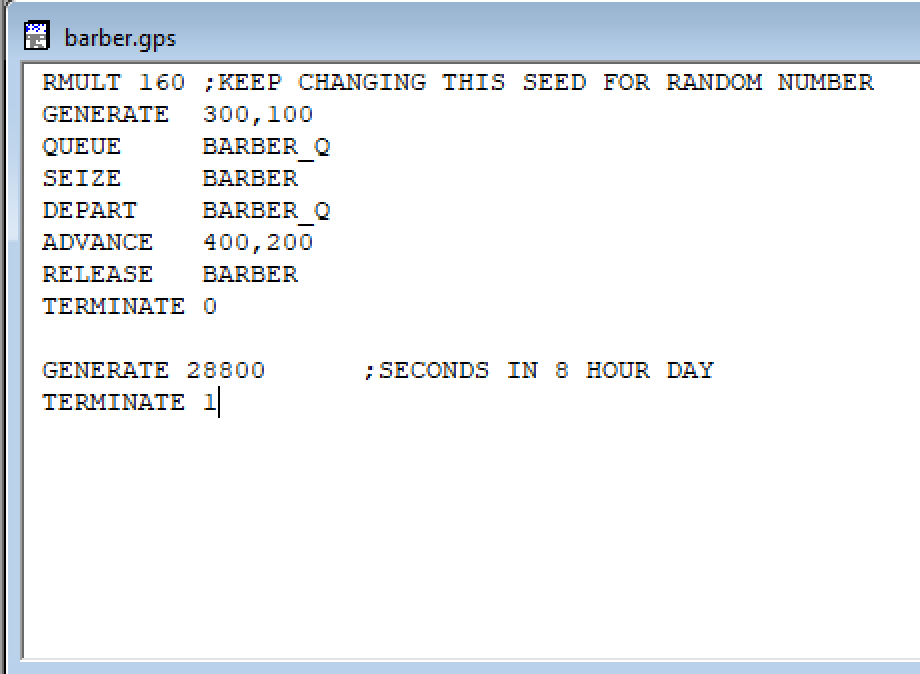 barber.gps
RMULT 160 ;KEEP CHANGING THIS SEED FOR RANDOM NUMBER
GENERATE 300,100
QUEUE BARBER_Q
SEIZE BARBER
DEPART BARBER_Q
ADVANCE 400,200
RELEASE BARBER
TERMINATE 0
GENERATE 28800 ;SECONDS IN 8 HOUR DAY
TERMINATE 1